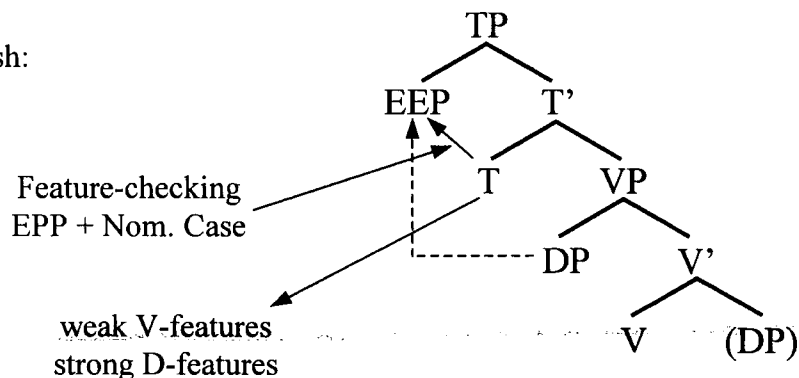 TP
sh:
EEP T’
Feature-checking T VP
EPP + Nom. Case
DP V’
weak V-features V (DP)
strong D-features